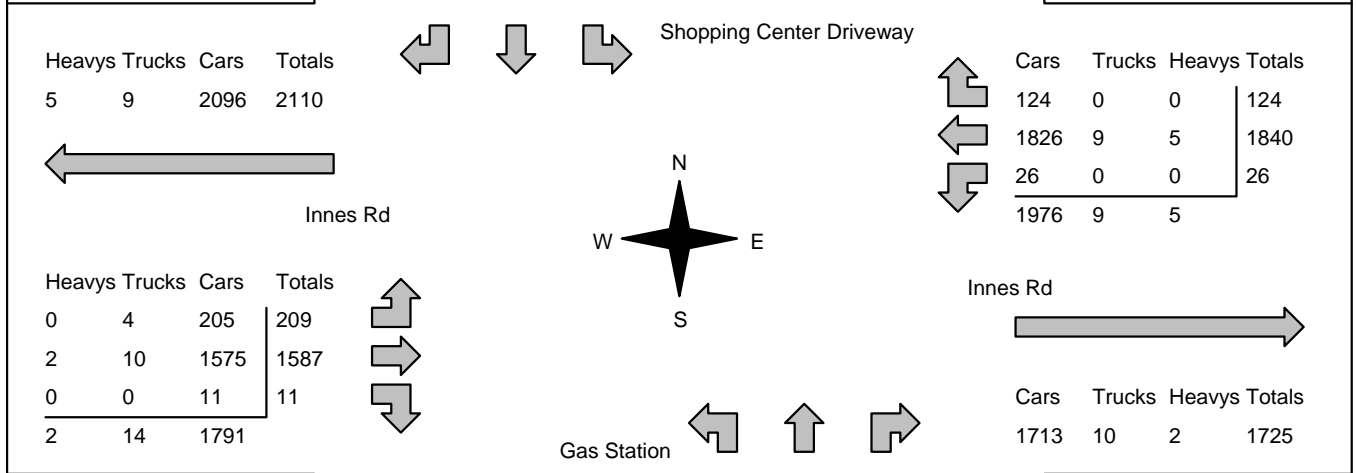 Shopping Center Driveway
Heavys Trucks Cars Totals
5 9 2096 2110
Cars Trucks Heavys Totals
124 0 0 124
1826 9 5 1840
26 0 0 26
1976 9 5
Innes Rd
N
W E
S
Heavys Trucks Cars Totals
0 4 205 209
2 10 1575 1587
0 0 11 11
2 14 1791
Innes Rd
Gas Station
Cars Trucks Heavys Totals
1713 10 2 1725